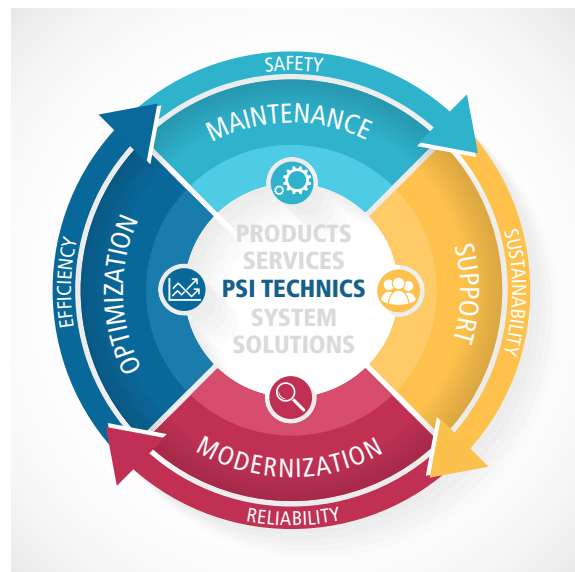 SAFETY
MAINTENANCE
EFFICIENCY
OPTIMIZATION
PRODUCTS
SERVICES
PSI TECHNICS
SYSTEM
SOLUTIONS
SUPPORT
SUSTAINABILITY
MODERNIZATION
RELIABILITY